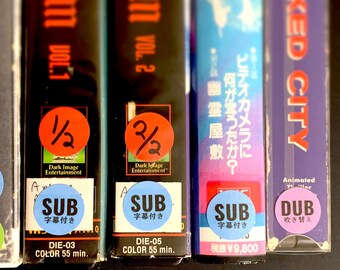 VOL.1
1/2
Dark Image
Entertainment
SUB
字幕付き
DIE-03
COLOR 55 min.
VOL. 2
2/2
Dark Image
Entertainment
SUB
字幕付き
DIE-05
COLOR 55 min.
ビデオカメラに
何が写ったか?
幽霊屋敷
SUB
字幕付き
税抜¥9,800
KED CITY
Animated
DUB
吹き替え